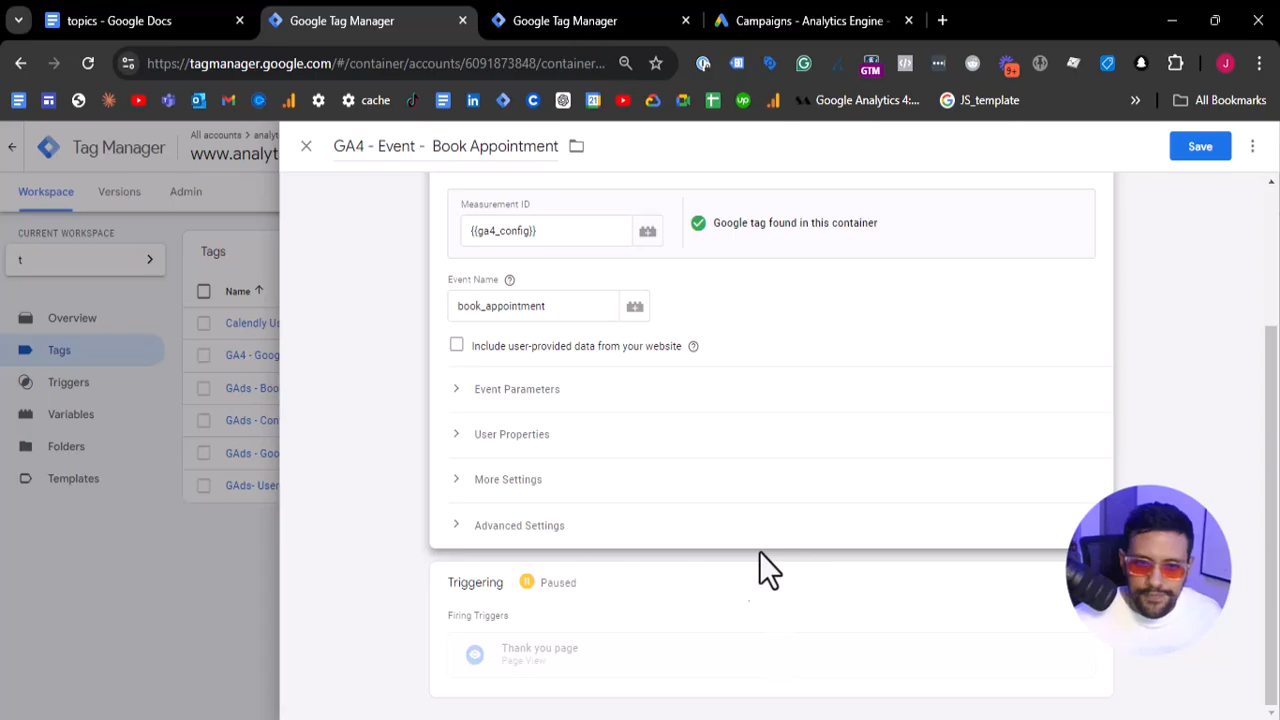 topics - Google Docs
Google Tag Manager
Google Tag Manager
Campaigns - Analytics Engine -
https://tagmanager.google.com/#/container/accounts/6091873848/container...
GTM
9+
J
cache
31
up
Google Analytics 4:...
JS_template
All Bookmarks
Tag Manager
All accounts › analyt
www.analyt
GA4 - Event - Book Appointment
Save
Workspace
Versions
Admin
CURRENT WORKSPACE
t
Overview
Tags
Triggers
Variables
Folders
Templates
Tags
Name
Calendly Us
GA4 - Goog
GAds - Boo
GAds - Con
GAds - Goo
GAds- User
Measurement ID
{{ga4_config}}
Google tag found in this container
Event Name
book_appointment
Include user-provided data from your website
Event Parameters
User Properties
More Settings
Advanced Settings
Triggering
Paused
Firing Triggers
Thank you page
Page View